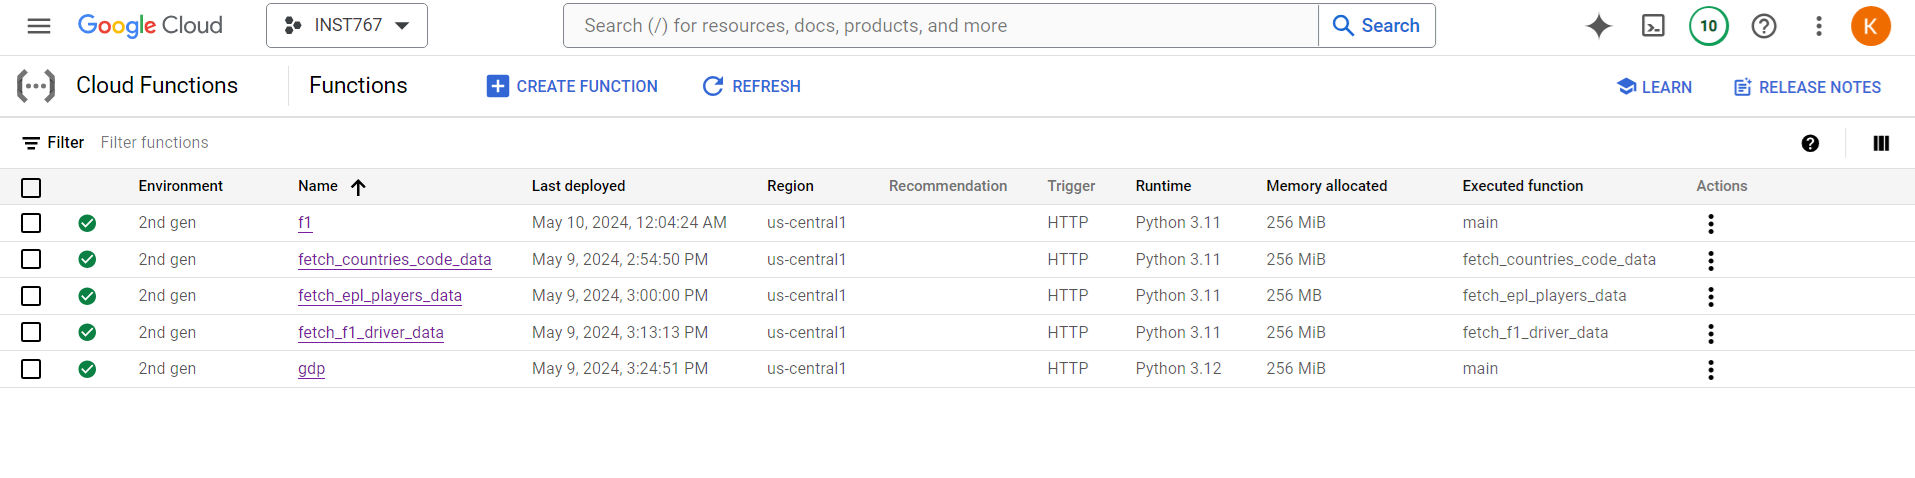 Google Cloud INST767 Search (/) for resources, docs, products, and more Search 10 K
Cloud Functions Functions CREATE FUNCTION REFRESH LEARN RELEASE NOTES
Filter Filter functions
Environment Name Last deployed Region Recommendation Trigger Runtime Memory allocated Executed function Actions
2nd gen f1 May 10, 2024, 12:04:24 AM us-central1 HTTP Python 3.11 256 MiB main
2nd gen fetch_countries_code_data May 9, 2024, 2:54:50 PM us-central1 HTTP Python 3.11 256 MiB fetch_countries_code_data
2nd gen fetch_epl_players_data May 9, 2024, 3:00:00 PM us-central1 HTTP Python 3.11 256 MB fetch_epl_players_data
2nd gen fetch_f1_driver_data May 9, 2024, 3:13:13 PM us-central1 HTTP Python 3.11 256 MiB fetch_f1_driver_data
2nd gen gdp May 9, 2024, 3:24:51 PM us-central1 HTTP Python 3.12 256 MiB main